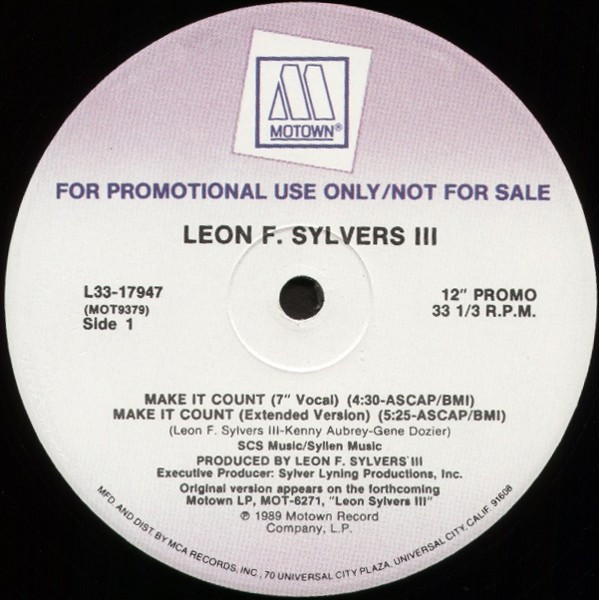 MOTOWN®
FOR PROMOTIONAL USE ONLY/NOT FOR SALE
LEON F. SYLVERS III
L33-17947
(MOT9379)
Side 1
12" PROMO
33 1/3 R.P.M.
MAKE IT COUNT (7" Vocal) (4:30-ASCAP/BMI)
MAKE IT COUNT (Extended Version) (5:25-ASCAP/BMI)
(Leon F. Sylvers III-Kenny Aubrey-Gene Dozier)
SCS Music/Syllen Music
PRODUCED BY LEON F. SYLVERS III
Executive Producer: Sylver Lyning Productions, Inc.
Original version appears on the forthcoming
Motown LP, MOT-6271, "Leon Sylvers III"
℗ 1989 Motown Record
Company, L.P.
MFD. AND DIST. BY MCA RECORDS, INC., 70 UNIVERSAL CITY PLAZA, UNIVERSAL CITY, CALIF. 91608